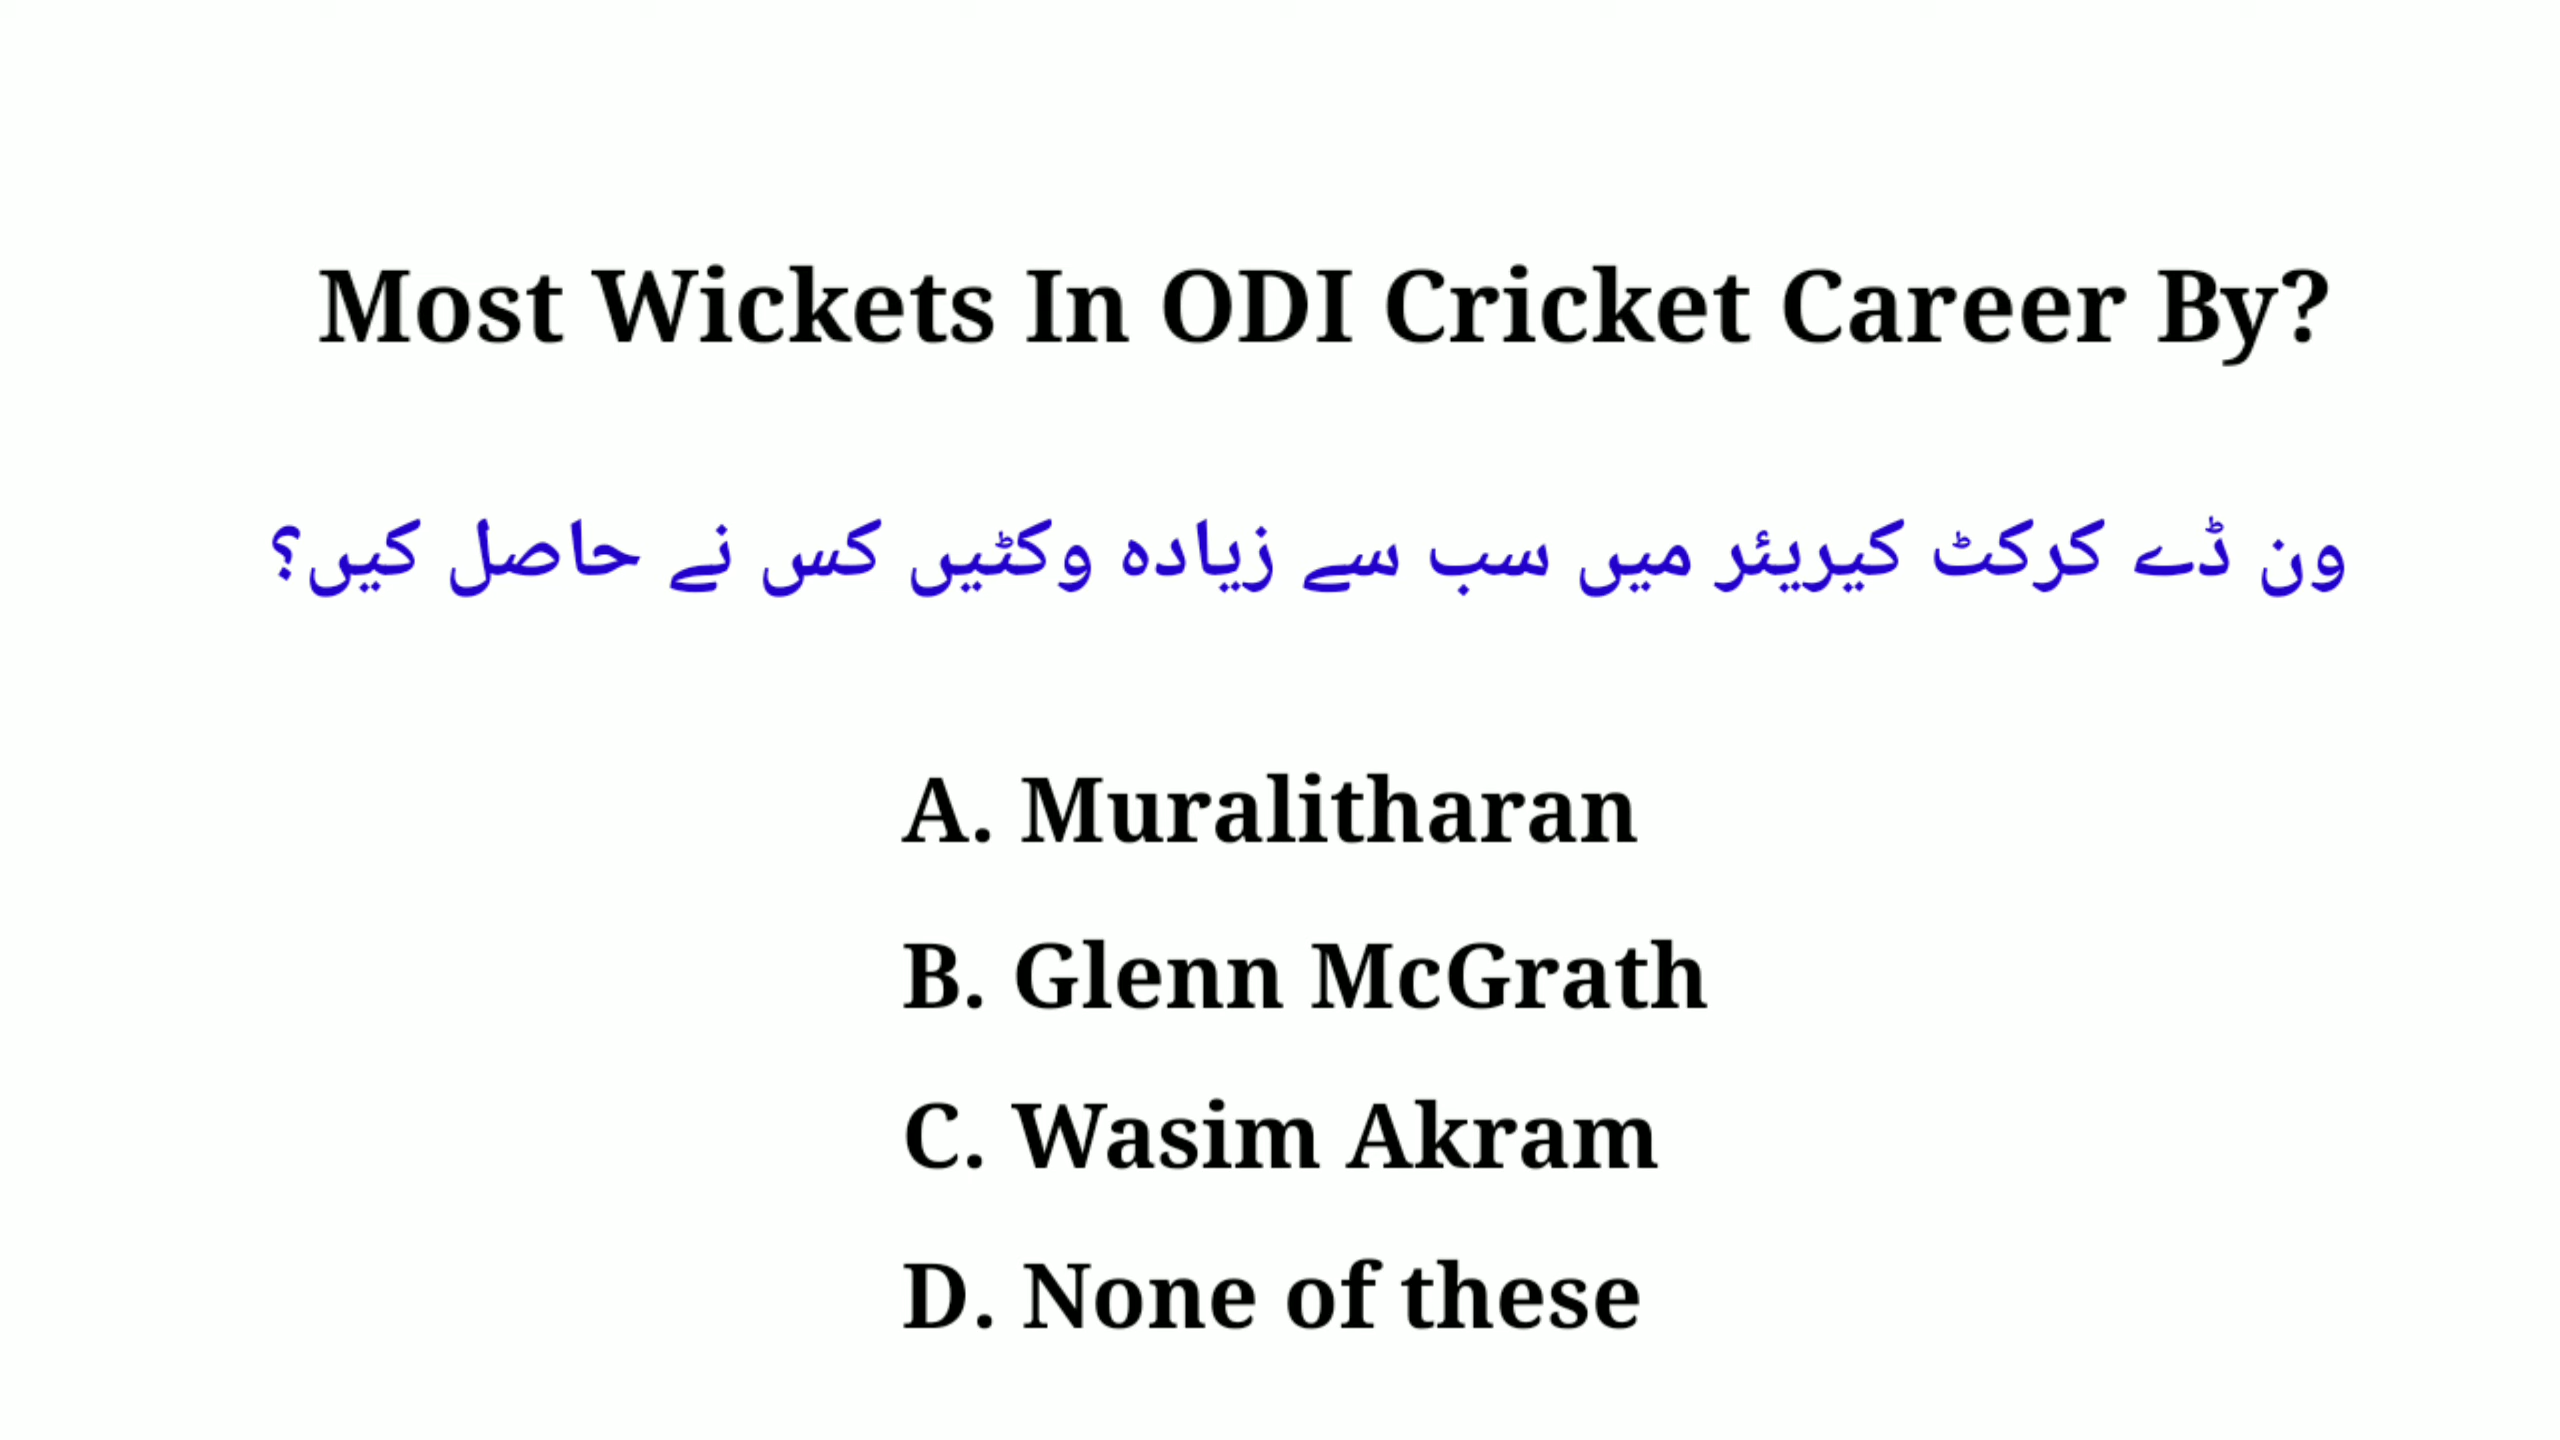 Most Wickets In ODI Cricket Career By?
ون ڈے کرکٹ کیریئر میں سب سے زیادہ وکٹیں کس نے حاصل کیں؟
A. Muralitharan
B. Glenn McGrath
C. Wasim Akram
D. None of these